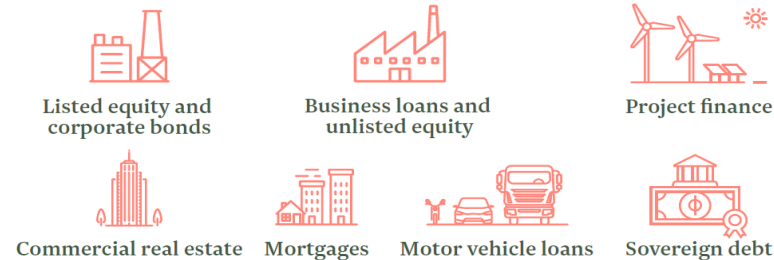 Listed equity and
corporate bonds
Business loans and
unlisted equity
Project finance
Commercial real estate
Mortgages
Motor vehicle loans
Sovereign debt